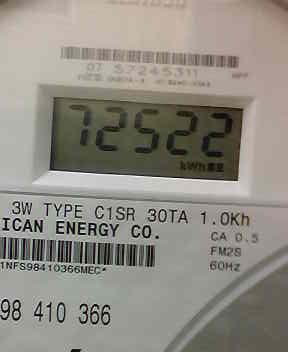 07 57245311
72522
kWh
3W TYPE C1SR 30TA 1.0Kh
ICAN ENERGY CO.
CA 0.5
FM2S
60Hz
1NFS98410366MEC*
98 410 366